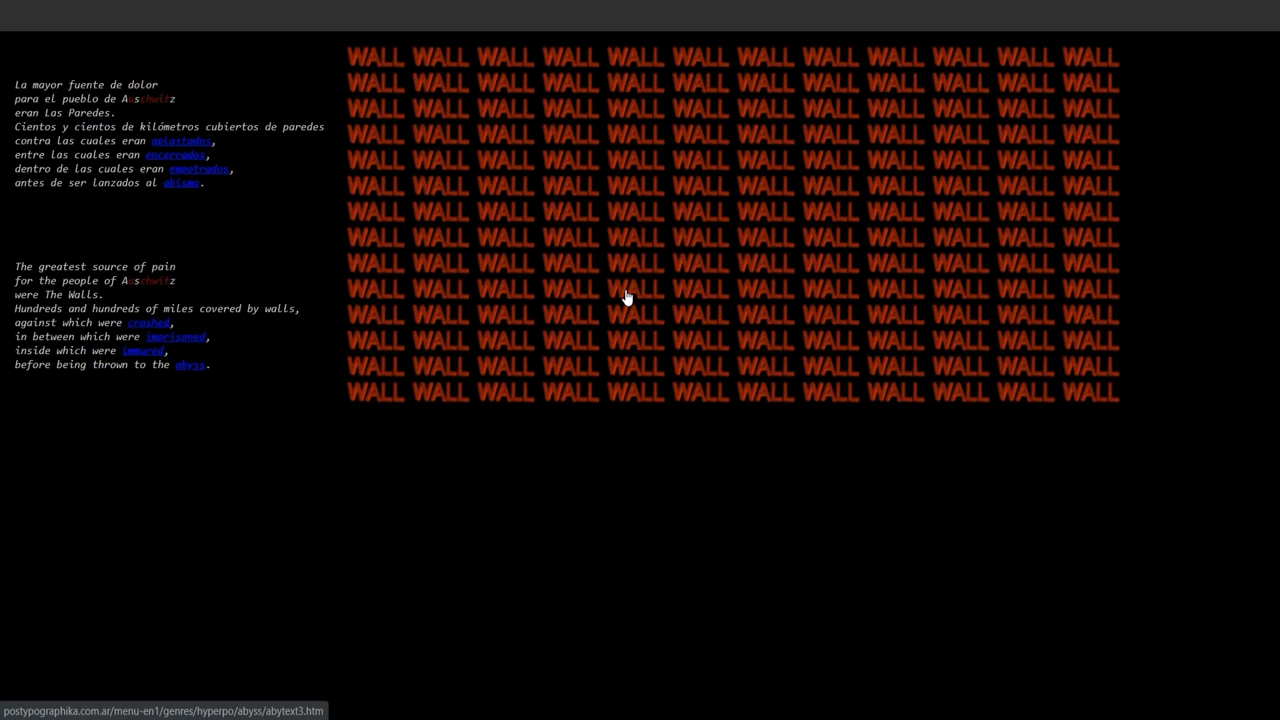 La mayor fuente de dolor
para el pueblo de Auschwitz
eran Las Paredes.
Cientos y cientos de kilómetros cubiertos de paredes
contra las cuales eran aplastados,
entre las cuales eran encerrados,
dentro de las cuales eran empotrados,
antes de ser lanzados al abismo.
The greatest source of pain
for the people of Auschwitz
were The Walls.
Hundreds and hundreds of miles covered by walls,
against which were crashed,
in between which were imprisoned,
inside which were immured,
before being thrown to the abyss.
WALL WALL WALL WALL WALL WALL WALL WALL WALL WALL WALL WALL
WALL WALL WALL WALL WALL WALL WALL WALL WALL WALL WALL WALL
WALL WALL WALL WALL WALL WALL WALL WALL WALL WALL WALL WALL
WALL WALL WALL WALL WALL WALL WALL WALL WALL WALL WALL WALL
WALL WALL WALL WALL WALL WALL WALL WALL WALL WALL WALL WALL
WALL WALL WALL WALL WALL WALL WALL WALL WALL WALL WALL WALL
WALL WALL WALL WALL WALL WALL WALL WALL WALL WALL WALL WALL
WALL WALL WALL WALL WALL WALL WALL WALL WALL WALL WALL WALL
WALL WALL WALL WALL WALL WALL WALL WALL WALL WALL WALL WALL
WALL WALL WALL WALL WALL WALL WALL WALL WALL WALL WALL WALL
WALL WALL WALL WALL WALL WALL WALL WALL WALL WALL WALL WALL
WALL WALL WALL WALL WALL WALL WALL WALL WALL WALL WALL WALL
WALL WALL WALL WALL WALL WALL WALL WALL WALL WALL WALL WALL
WALL WALL WALL WALL WALL WALL WALL WALL WALL WALL WALL WALL
postypographika.com.ar/menu-en1/genres/hyperpo/abyss/abytext3.htm